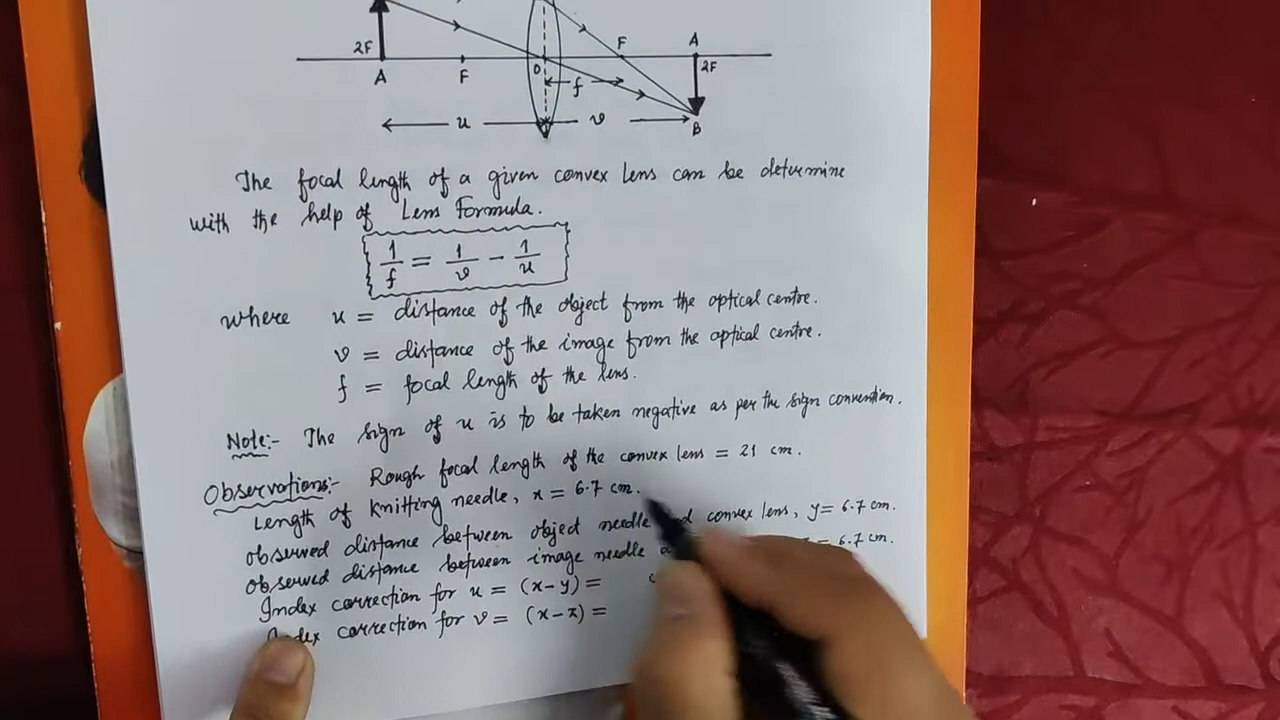 2F F A
A F O f 2F
u v B
The focal length of a given convex lens can be determine
with the help of Lens Formula.
1/f = 1/v - 1/u
where u = distance of the object from the optical centre.
v = distance of the image from the optical centre.
f = focal length of the lens.
Note:- The sign of u is to be taken negative as per the sign convention.
Observations:- Rough focal length of the convex lens = 21 cm.
Length of knitting needle, x = 6.7 cm.
observed distance between object needle convex lens, y = 6.7 cm.
observed distance between image needle = 6.7 cm.
Index correction for u = (x-y) =
Index correction for v = (x-z) =